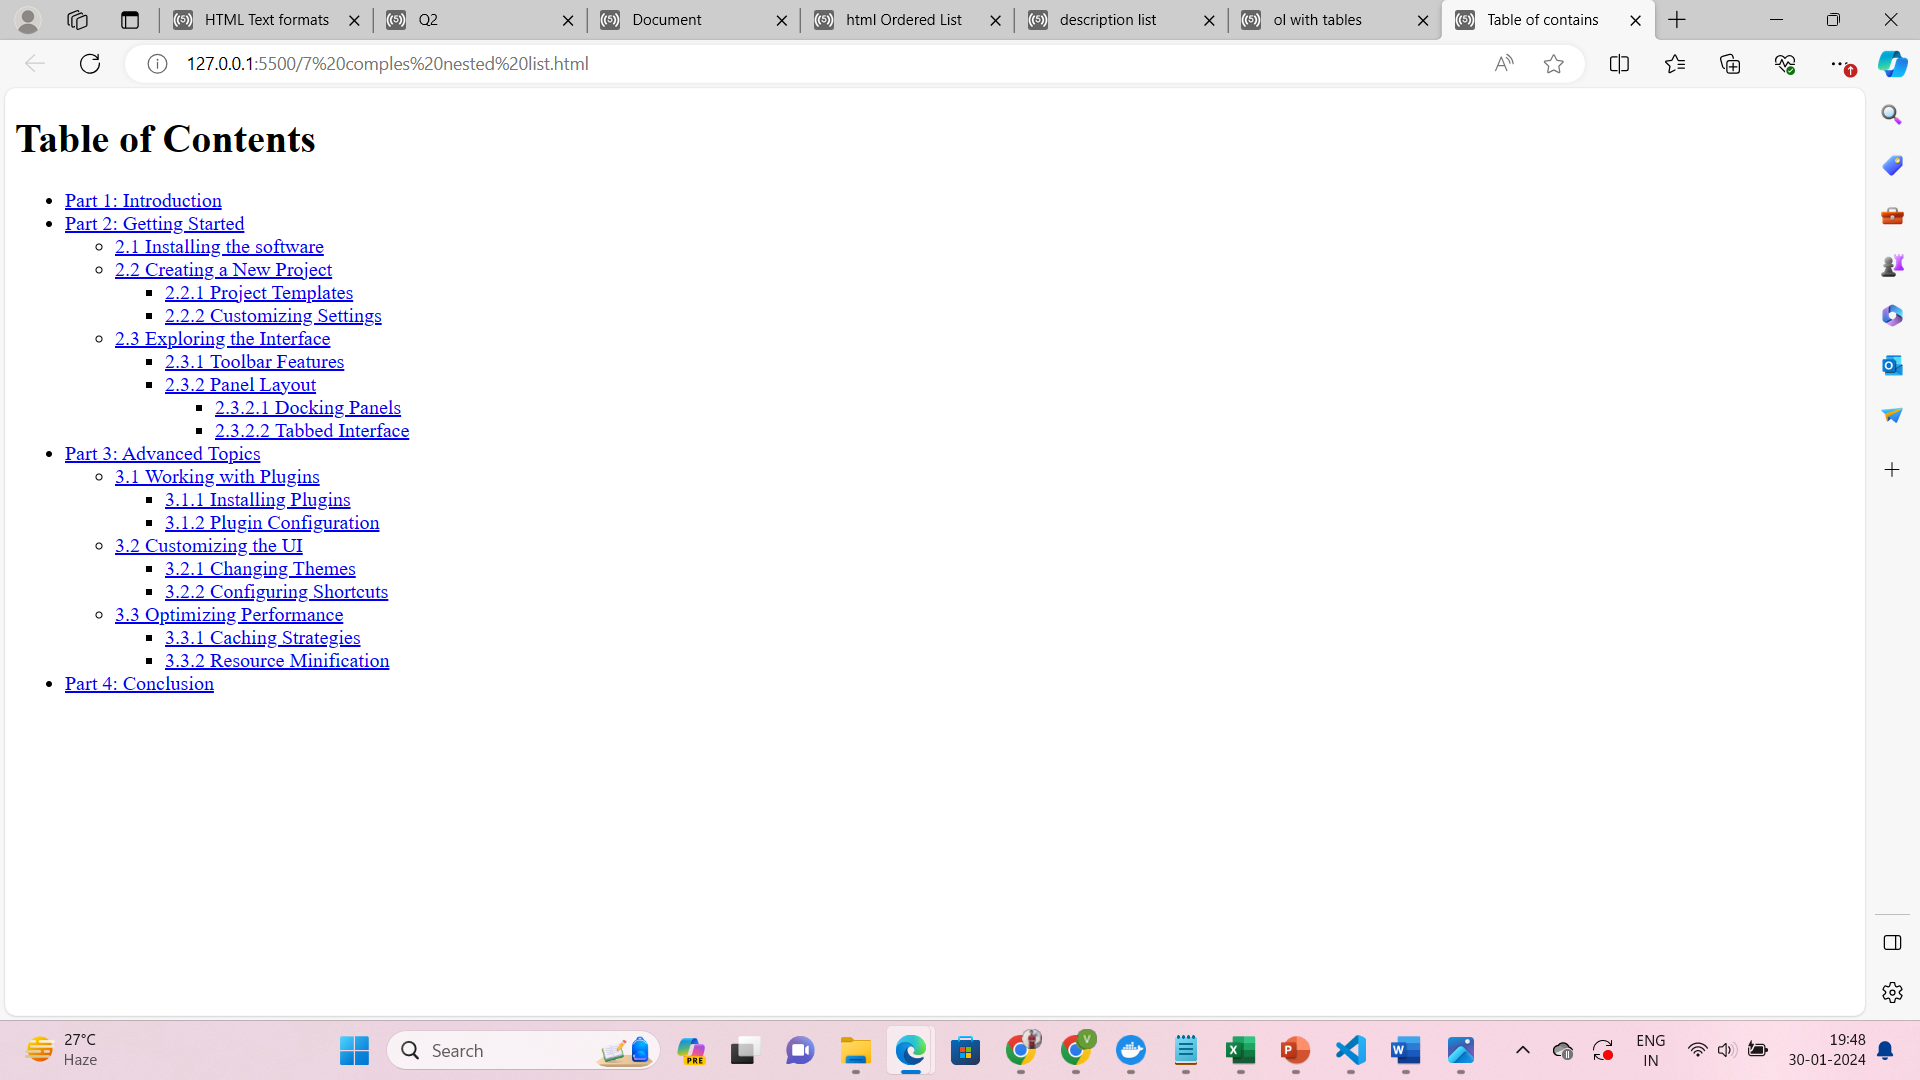 HTML Text formats
Q2
Document
html Ordered List
description list
ol with tables
Table of contains
127.0.0.1:5500/7%20comples%20nested%20list.html
Table of Contents
Part 1: Introduction
Part 2: Getting Started
2.1 Installing the software
2.2 Creating a New Project
2.2.1 Project Templates
2.2.2 Customizing Settings
2.3 Exploring the Interface
2.3.1 Toolbar Features
2.3.2 Panel Layout
2.3.2.1 Docking Panels
2.3.2.2 Tabbed Interface
Part 3: Advanced Topics
3.1 Working with Plugins
3.1.1 Installing Plugins
3.1.2 Plugin Configuration
3.2 Customizing the UI
3.2.1 Changing Themes
3.2.2 Configuring Shortcuts
3.3 Optimizing Performance
3.3.1 Caching Strategies
3.3.2 Resource Minification
Part 4: Conclusion
27°C
Haze
Search
PRE
V
ENG
IN
19:48
30-01-2024